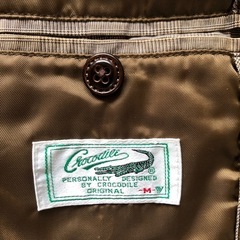 Crocodile
®
PERSONALLY DESIGNED
BY CROCODILE
ORIGINAL -M-